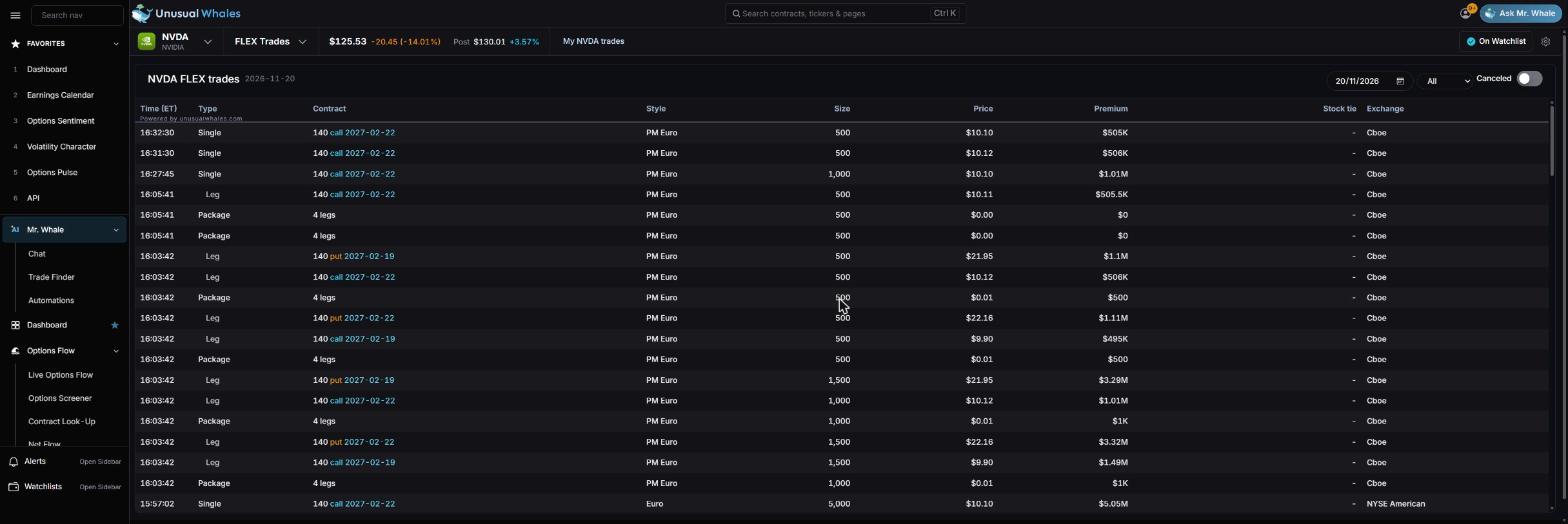 Search nav
Unusual Whales
Search contracts, tickers & pages Ctrl K
9+
Ask Mr. Whale
FAVORITES
1 Dashboard
2 Earnings Calendar
3 Options Sentiment
4 Volatility Character
5 Options Pulse
6 API
AI Mr. Whale
Chat
Trade Finder
Automations
Dashboard
Options Flow
Live Options Flow
Options Screener
Contract Look-Up
Net Flow
Alerts Open Sidebar
Watchlists Open Sidebar
NVDA
NVIDIA
FLEX Trades
$125.53 -20.45 (-14.01%) Post $130.01 +3.57%
My NVDA trades
On Watchlist
NVDA FLEX trades 2026-11-20
20/11/2026 All Canceled
Time (ET) Type Contract Style Size Price Premium Stock tie Exchange
Powered by unusualwhales.com
16:32:30 Single 140 call 2027-02-22 PM Euro 500 $10.10 $505K - Cboe
16:31:30 Single 140 call 2027-02-22 PM Euro 500 $10.12 $506K - Cboe
16:27:45 Single 140 call 2027-02-22 PM Euro 1,000 $10.10 $1.01M - Cboe
16:05:41 Leg 140 call 2027-02-22 PM Euro 500 $10.11 $505.5K - Cboe
16:05:41 Package 4 legs PM Euro 500 $0.00 $0 - Cboe
16:05:41 Package 4 legs PM Euro 500 $0.00 $0 - Cboe
16:03:42 Leg 140 put 2027-02-19 PM Euro 500 $21.95 $1.1M - Cboe
16:03:42 Leg 140 call 2027-02-22 PM Euro 500 $10.12 $506K - Cboe
16:03:42 Package 4 legs PM Euro 500 $0.01 $500 - Cboe
16:03:42 Leg 140 put 2027-02-22 PM Euro 500 $22.16 $1.11M - Cboe
16:03:42 Leg 140 call 2027-02-19 PM Euro 500 $9.90 $495K - Cboe
16:03:42 Package 4 legs PM Euro 500 $0.01 $500 - Cboe
16:03:42 Leg 140 put 2027-02-19 PM Euro 1,500 $21.95 $3.29M - Cboe
16:03:42 Leg 140 call 2027-02-22 PM Euro 1,000 $10.12 $1.01M - Cboe
16:03:42 Package 4 legs PM Euro 1,000 $0.01 $1K - Cboe
16:03:42 Leg 140 put 2027-02-22 PM Euro 1,500 $22.16 $3.32M - Cboe
16:03:42 Leg 140 call 2027-02-19 PM Euro 1,500 $9.90 $1.49M - Cboe
16:03:42 Package 4 legs PM Euro 1,000 $0.01 $1K - Cboe
15:57:02 Single 140 call 2027-02-22 Euro 5,000 $10.10 $5.05M - NYSE American